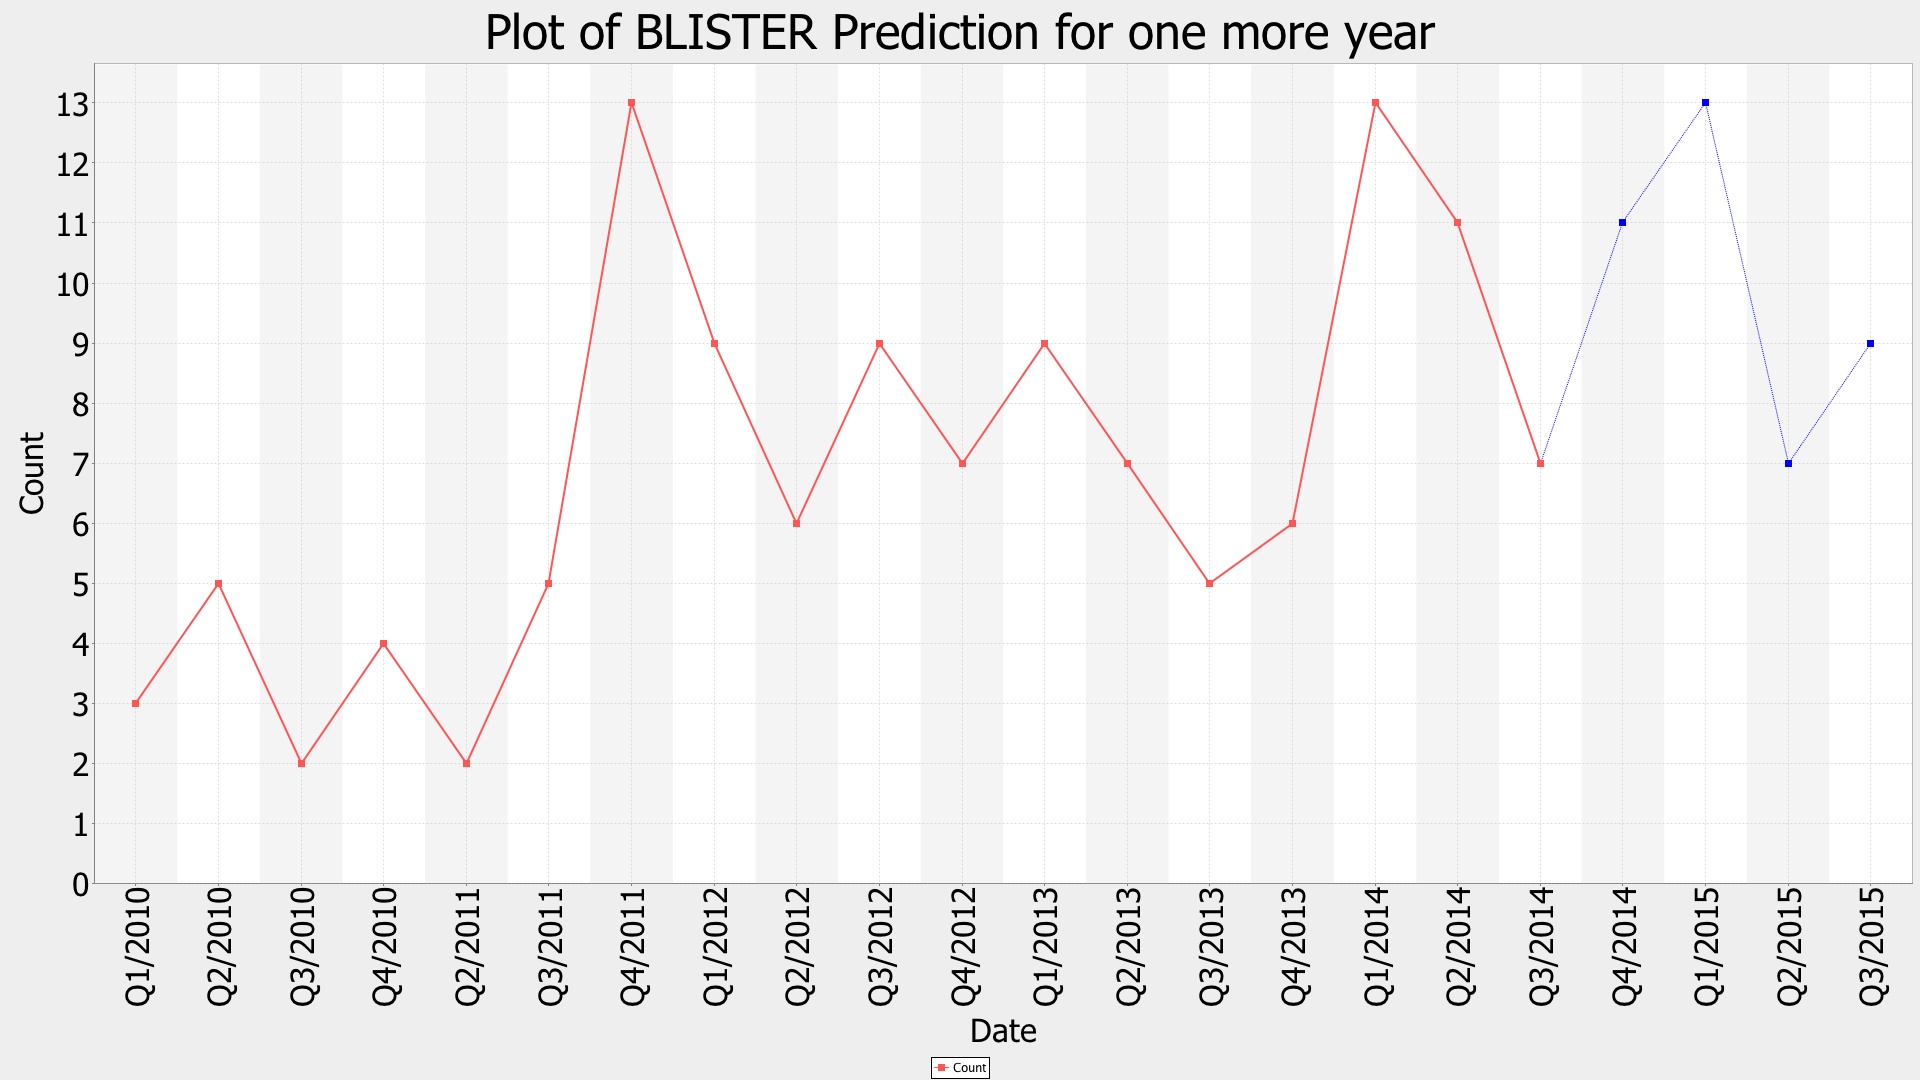 Plot of BLISTER Prediction for one more year
13
12
11
10
9
8
7
6
5
4
3
2
1
0
Count
Q1/2010
Q2/2010
Q3/2010
Q4/2010
Q2/2011
Q3/2011
Q4/2011
Q1/2012
Q2/2012
Q3/2012
Q4/2012
Q1/2013
Q2/2013
Q3/2013
Q4/2013
Q1/2014
Q2/2014
Q3/2014
Q4/2014
Q1/2015
Q2/2015
Q3/2015
Date
Count